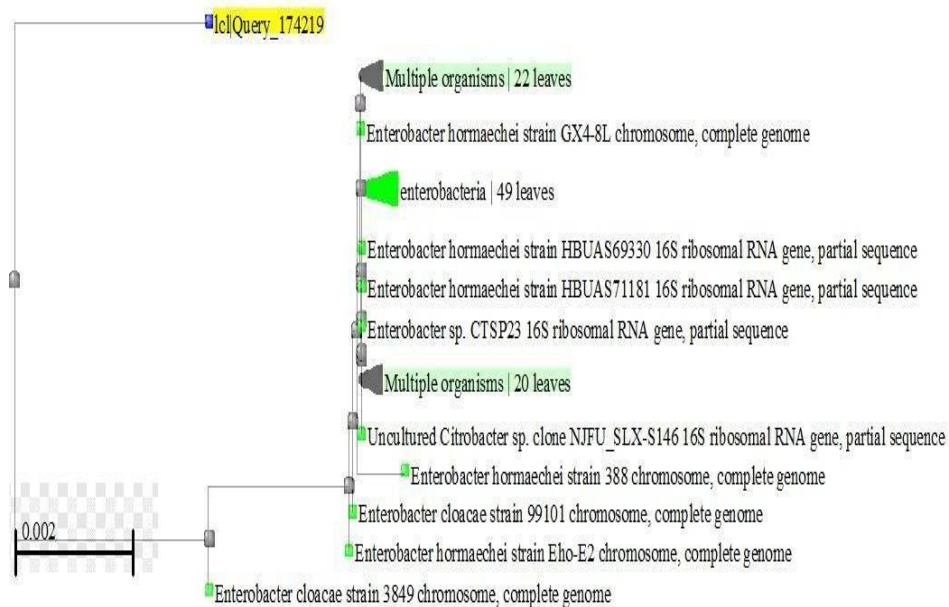 lcl|Query_174219
Multiple organisms | 22 leaves
Enterobacter hormaechei strain GX4-8L chromosome, complete genome
enterobacteria | 49 leaves
Enterobacter hormaechei strain HBUAS69330 16S ribosomal RNA gene, partial sequence
Enterobacter hormaechei strain HBUAS71181 16S ribosomal RNA gene, partial sequence
Enterobacter sp. CTSP23 16S ribosomal RNA gene, partial sequence
Multiple organisms | 20 leaves
Uncultured Citrobacter sp. clone NJFU_SLX-S146 16S ribosomal RNA gene, partial sequence
Enterobacter hormaechei strain 388 chromosome, complete genome
Enterobacter cloacae strain 99101 chromosome, complete genome
0.002
Enterobacter hormaechei strain Eho-E2 chromosome, complete genome
Enterobacter cloacae strain 3849 chromosome, complete genome